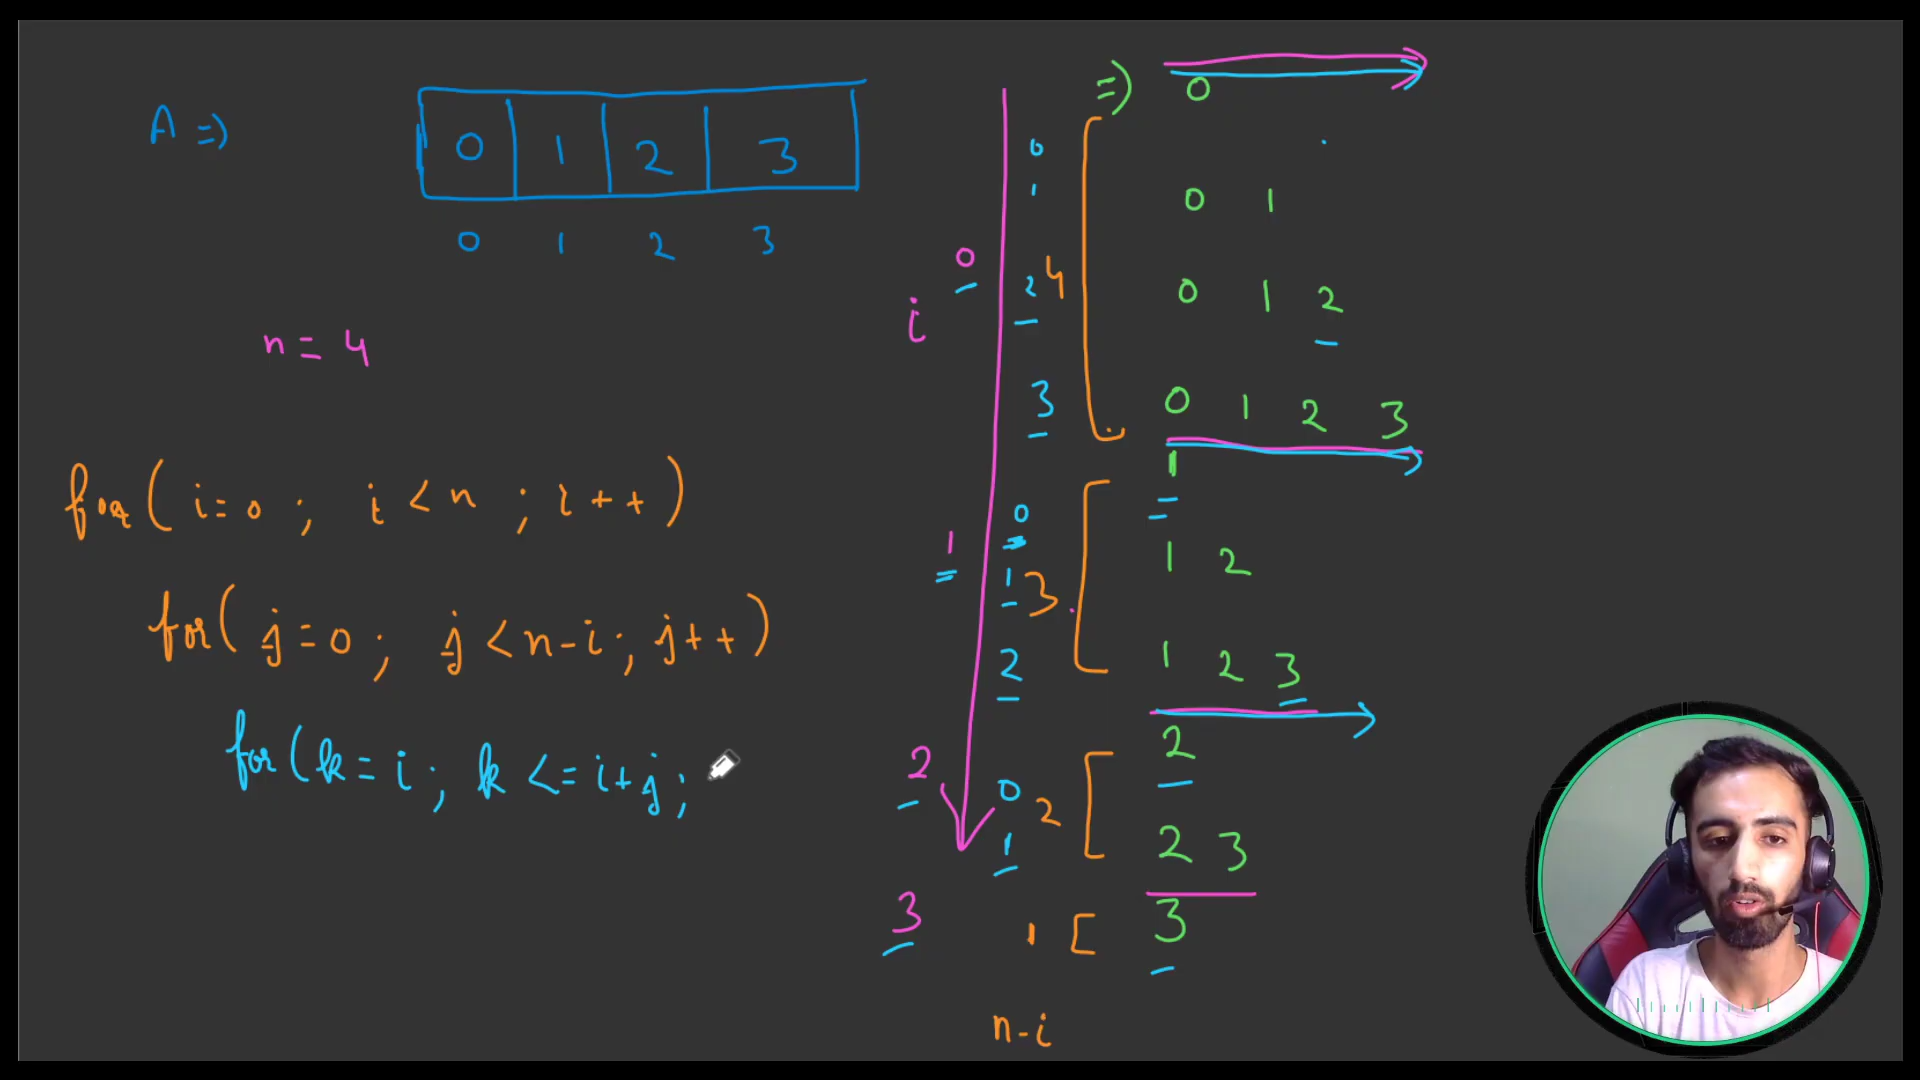 A =>
0 1 2 3
0 1 2 3
n = 4
for( i=0 ; i < n ; i++ )
for( j=0 ; j < n-i ; j++ )
for( k = i ; k <= i+j ;
=> 0
0
1
0 1
0
i
2 4
0 1 2
3
0 1 2 3
1
0
1
1 3
1 2
2
1 2 3
2
0 2
2
1
2 3
3
1
3
n-i